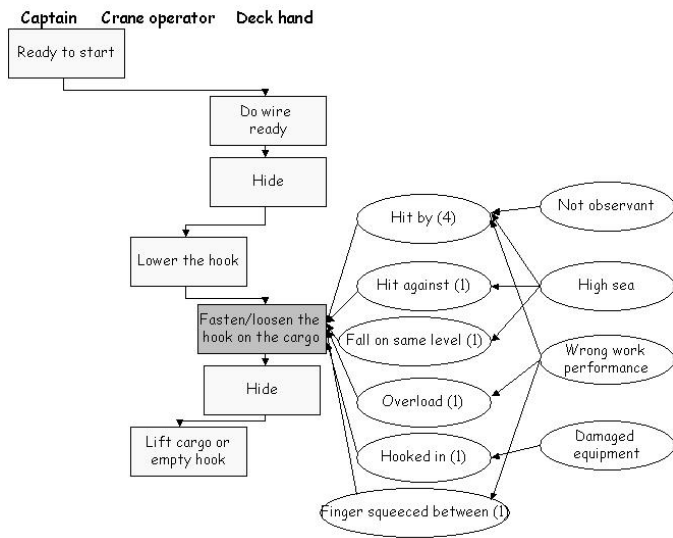 Captain Crane operator Deck hand
Ready to start
Do wire
ready
Hide
Lower the hook
Fasten/loosen the
hook on the cargo
Hide
Lift cargo or
empty hook
Hit by (4)
Hit against (1)
Fall on same level (1)
Overload (1)
Hooked in (1)
Finger squeeced between (1)
Not observant
High sea
Wrong work
performance
Damaged
equipment